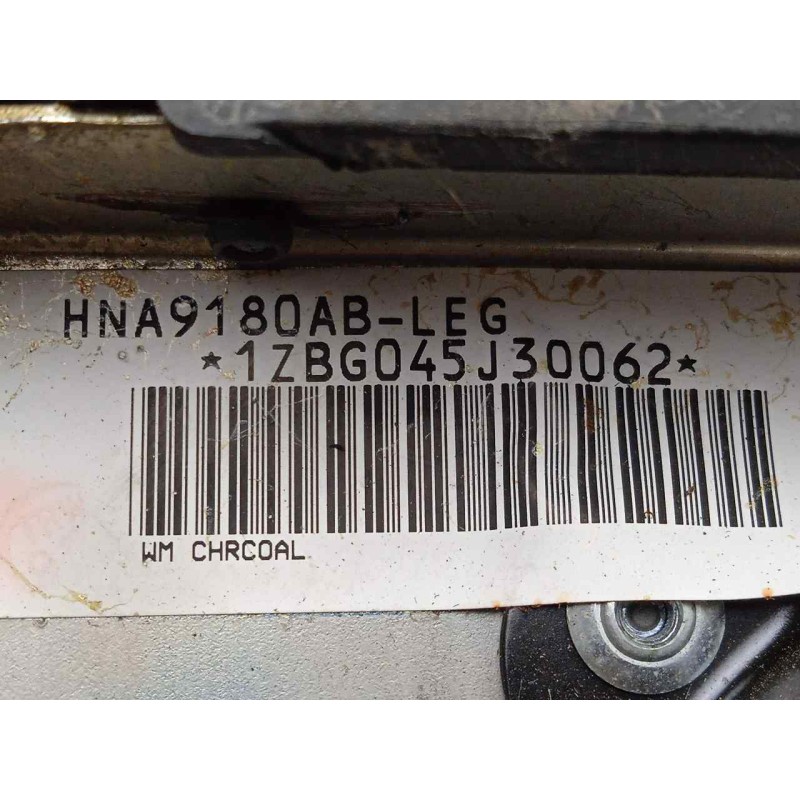 HNA9180AB-LEG
*1ZBG045J30062*
WM CHRCOAL